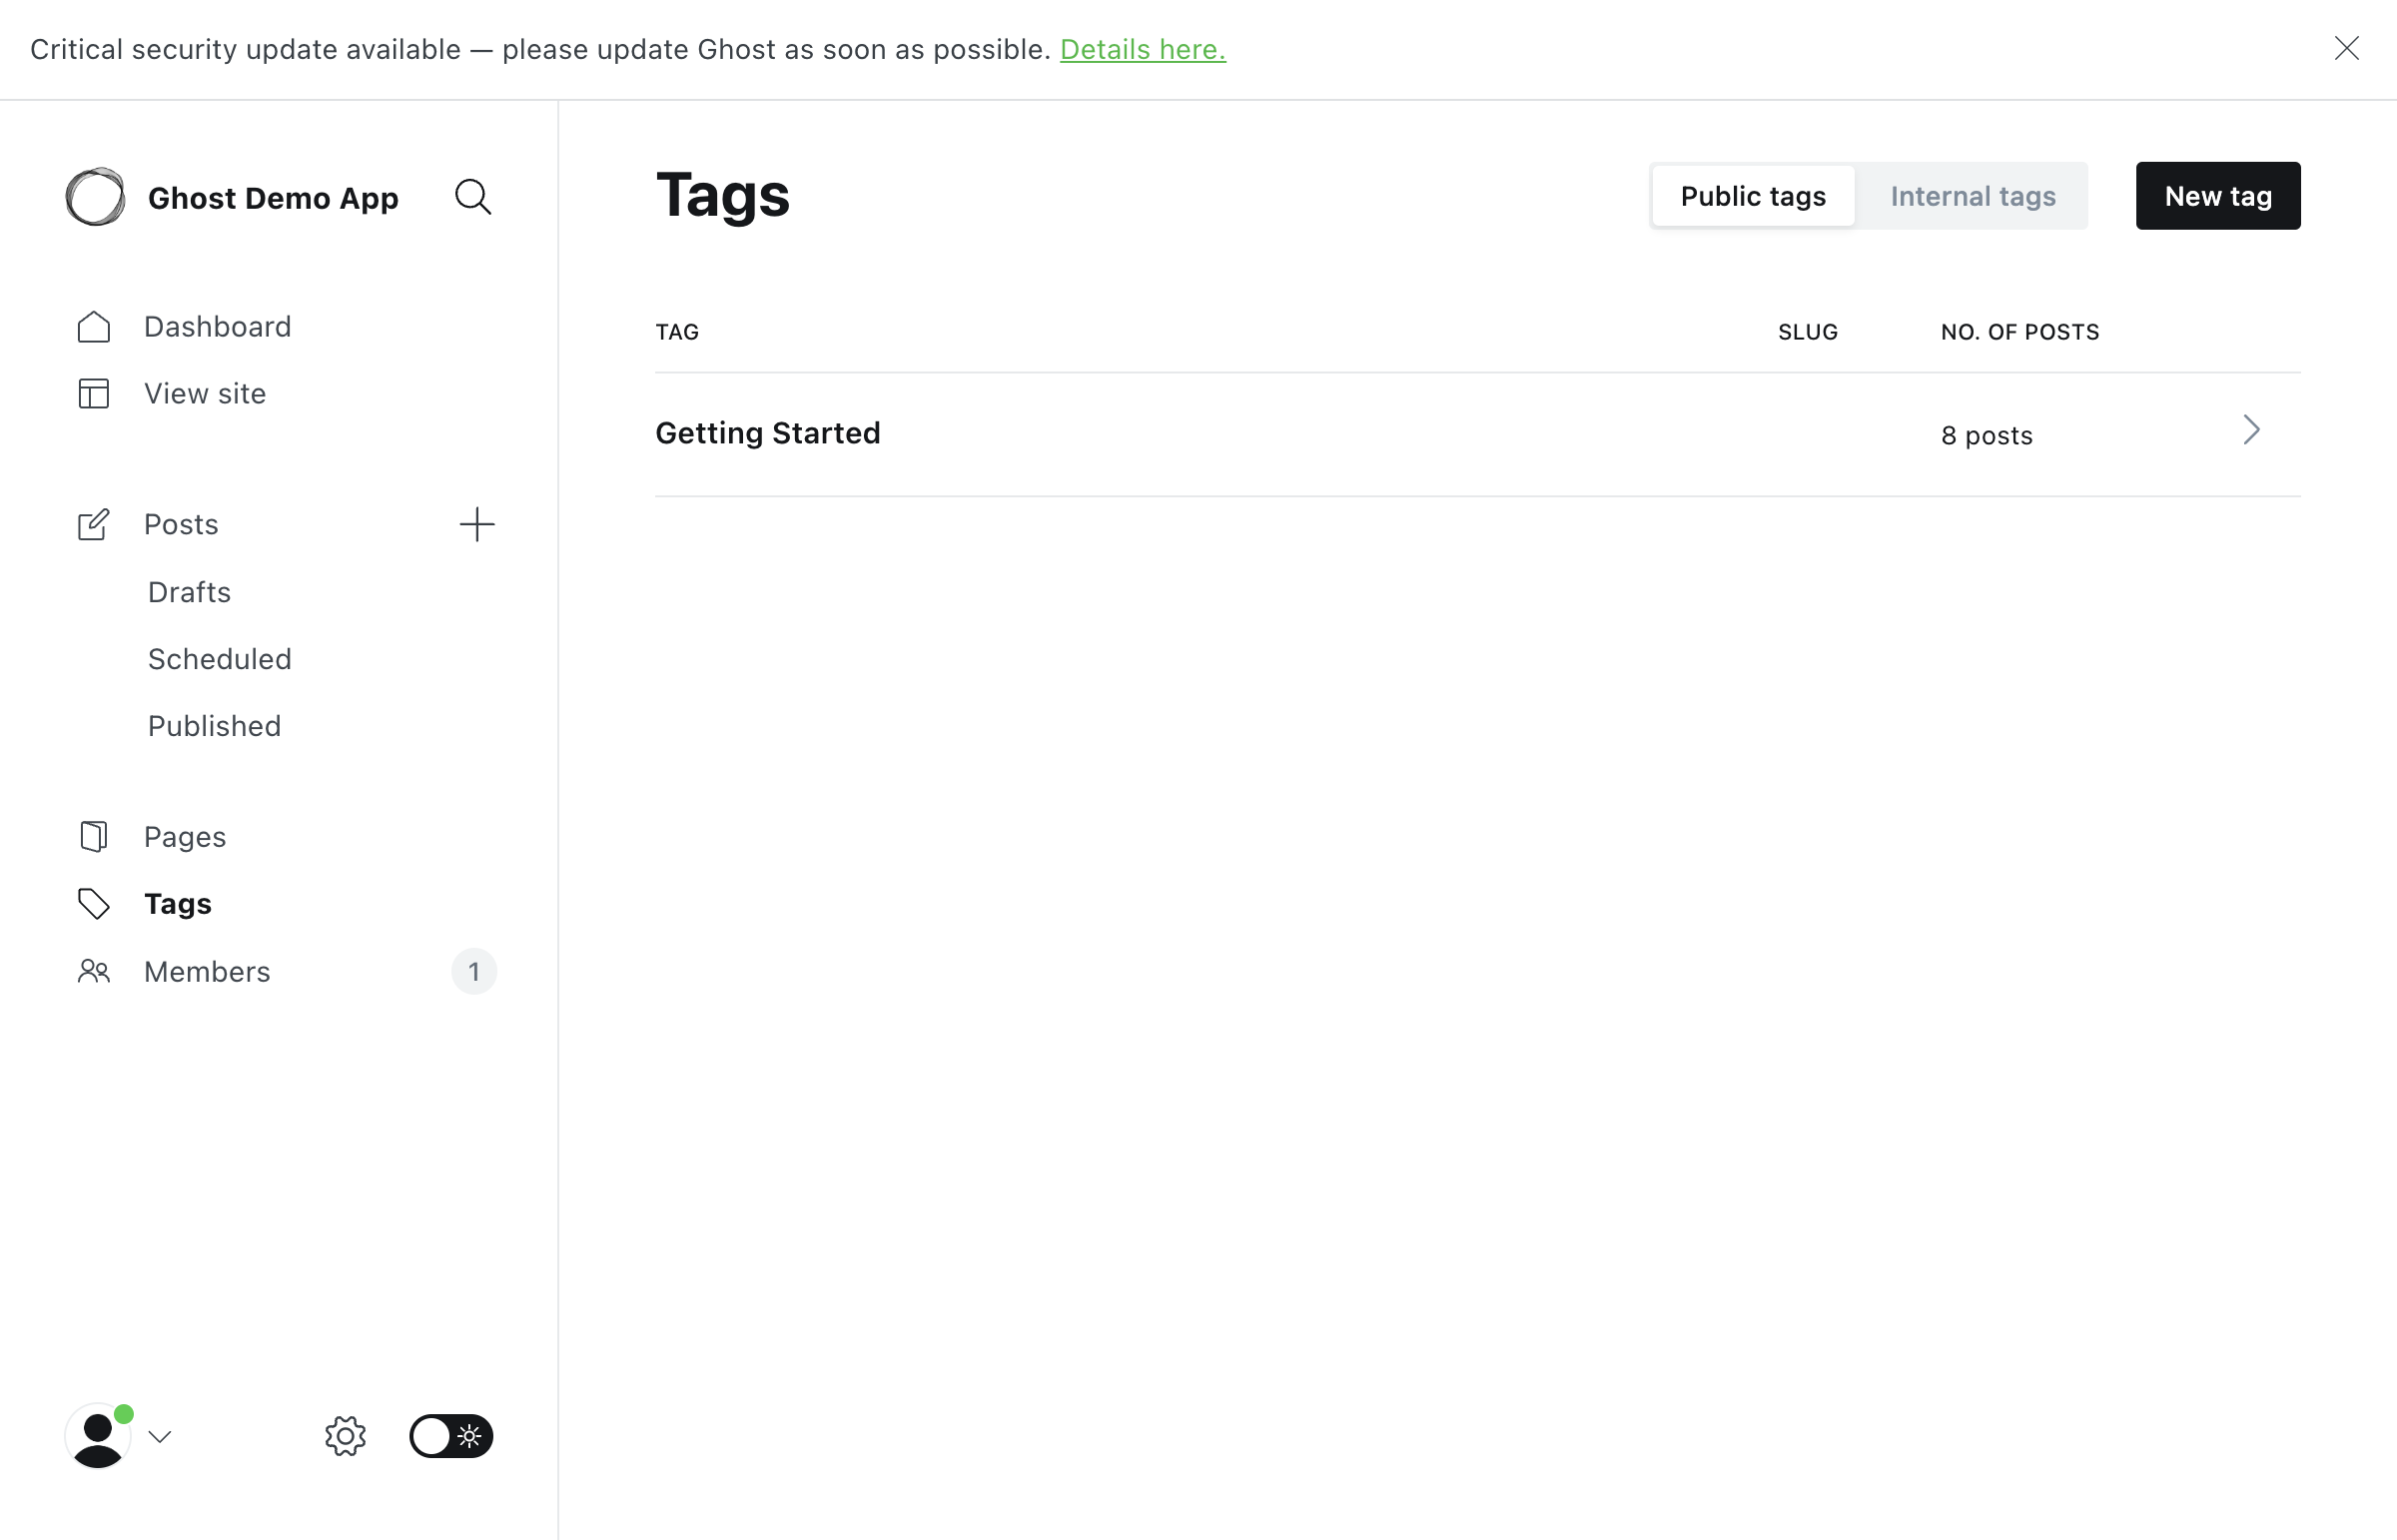 Critical security update available — please update Ghost as soon as possible. Details here.
Ghost Demo App
Dashboard
View site
Posts
Drafts
Scheduled
Published
Pages
Tags
Members 1
Tags
Public tags Internal tags New tag
TAG SLUG NO. OF POSTS
Getting Started 8 posts